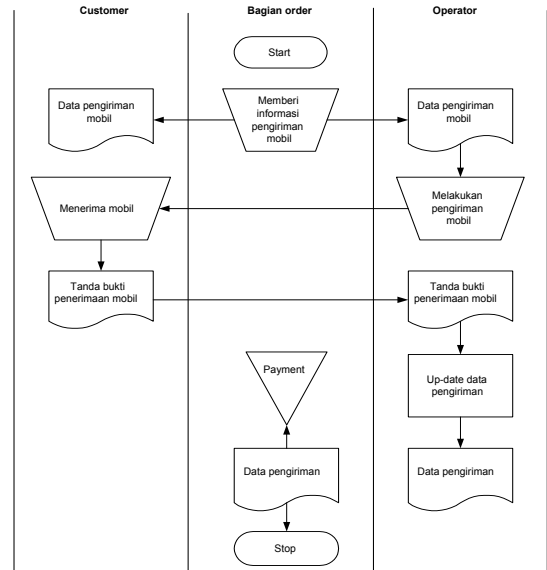 Customer
Bagian order
Operator
Start
Data pengiriman
mobil
Memberi
informasi
pengiriman
mobil
Data pengiriman
mobil
Menerima mobil
Melakukan
pengiriman
mobil
Tanda bukti
penerimaan mobil
Tanda bukti
penerimaan mobil
Payment
Up-date data
pengiriman
Data pengiriman
Data pengiriman
Stop